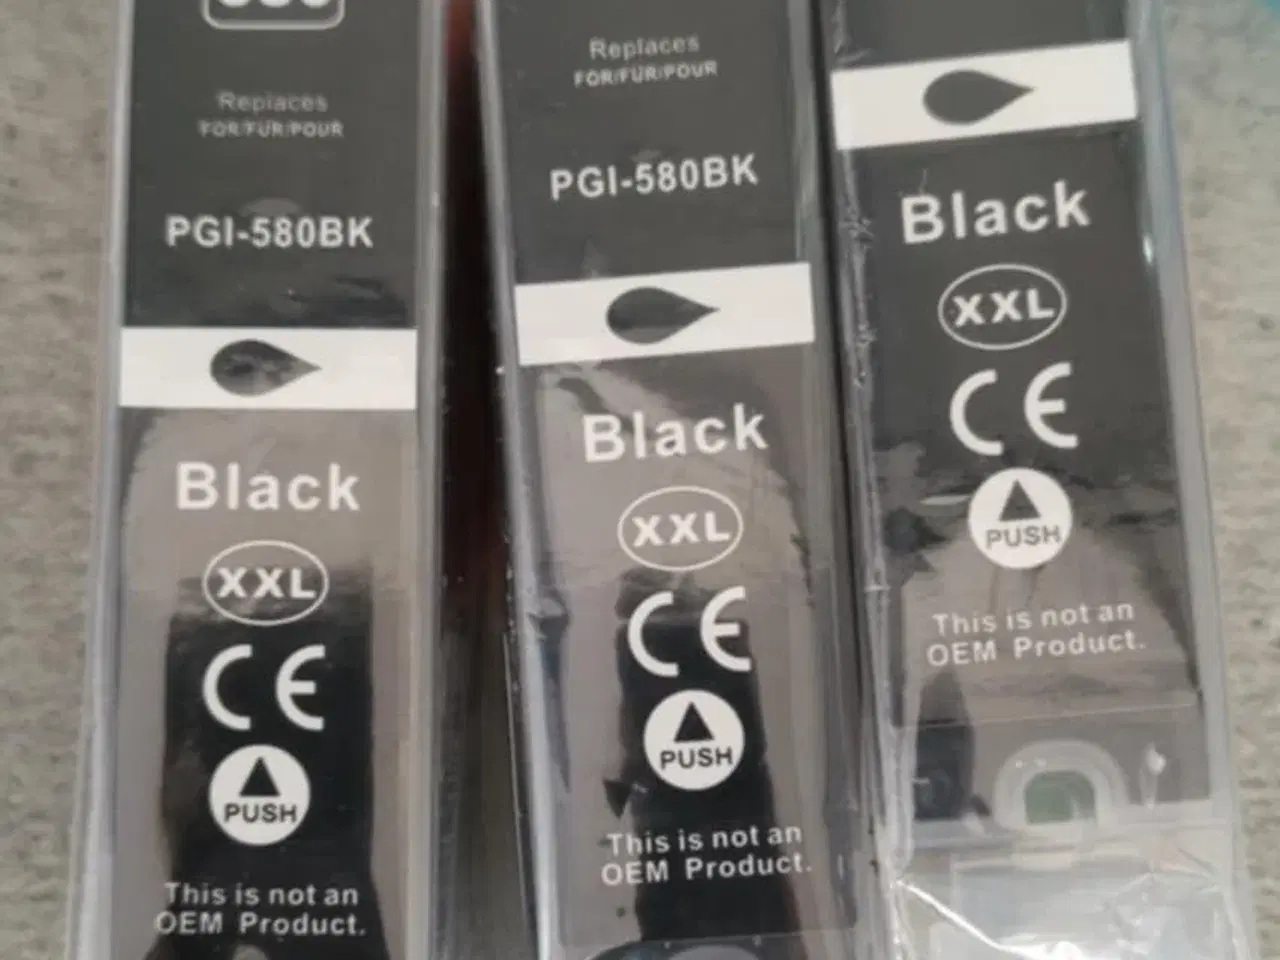 Replaces
FOR/FÜR/POUR
PGI-580BK
Black
XXL
CE
PUSH
This is not an
OEM Product.
Replaces
FOR/FÜR/POUR
PGI-580BK
Black
XXL
CE
PUSH
This is not an
OEM Product.
Black
XXL
CE
PUSH
This is not an
OEM Product.